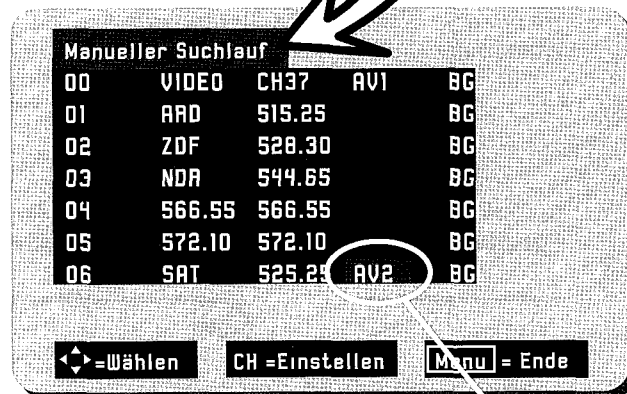 Manueller Suchlauf
00 VIDEO CH37 AV1 BG
01 ARD 515.25 BG
02 ZDF 528.30 BG
03 NDR 544.65 BG
04 566.55 566.55 BG
05 572.10 572.10 BG
06 SAT 525.25 AV2 BG
=Wählen CH =Einstellen Menu = Ende